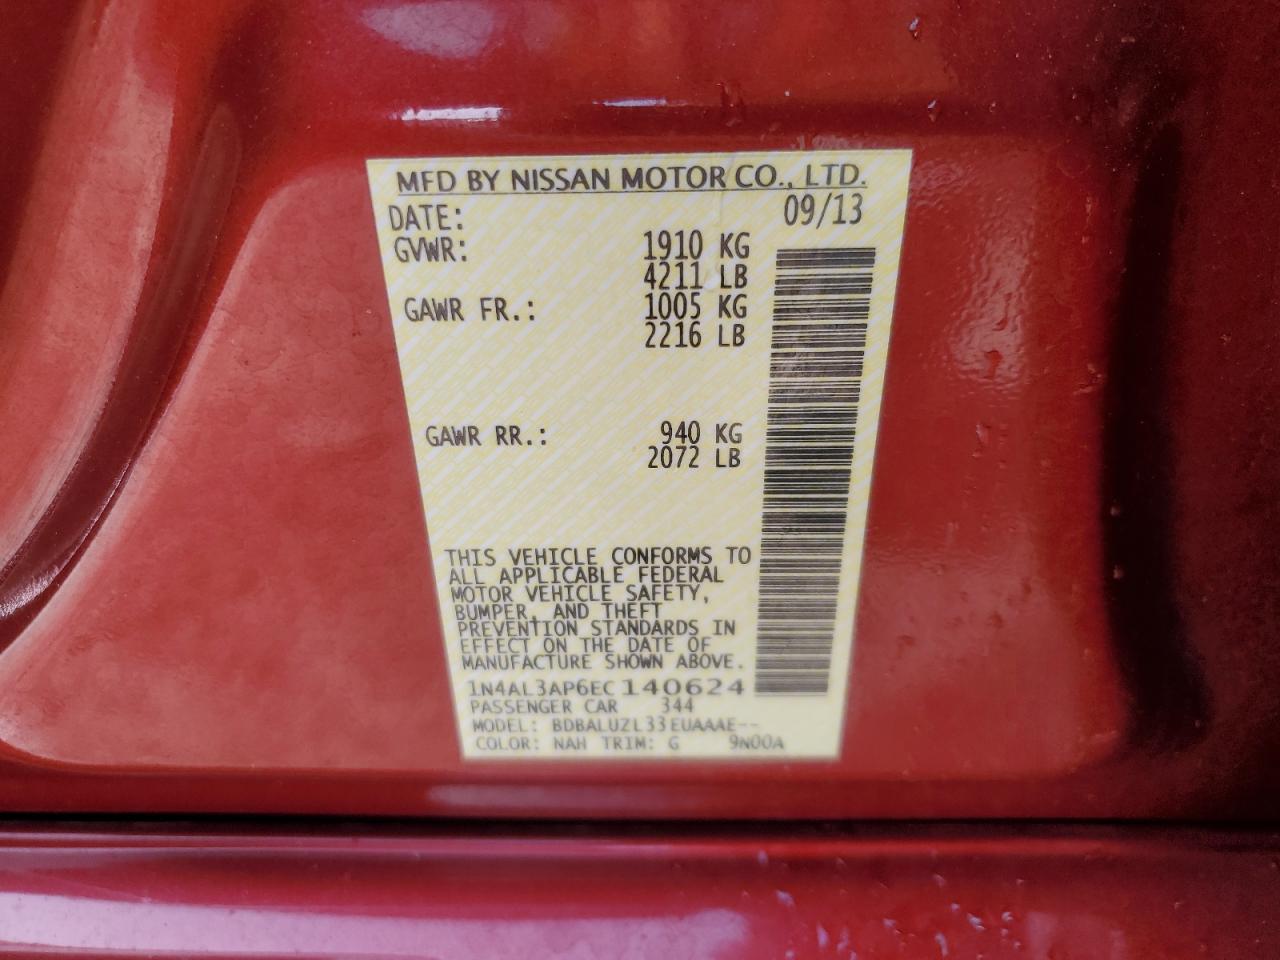 MFD BY NISSAN MOTOR CO., LTD.
DATE: 09/13
GVWR: 1910 KG
4211 LB
GAWR FR.: 1005 KG
2216 LB
GAWR RR.: 940 KG
2072 LB
THIS VEHICLE CONFORMS TO
ALL APPLICABLE FEDERAL
MOTOR VEHICLE SAFETY,
BUMPER, AND THEFT
PREVENTION STANDARDS IN
EFFECT ON THE DATE OF
MANUFACTURE SHOWN ABOVE.
1N4AL3AP6EC140624
PASSENGER CAR 344
MODEL: BDBALUZL33EUAAAE--
COLOR: NAH TRIM: G 9N00A